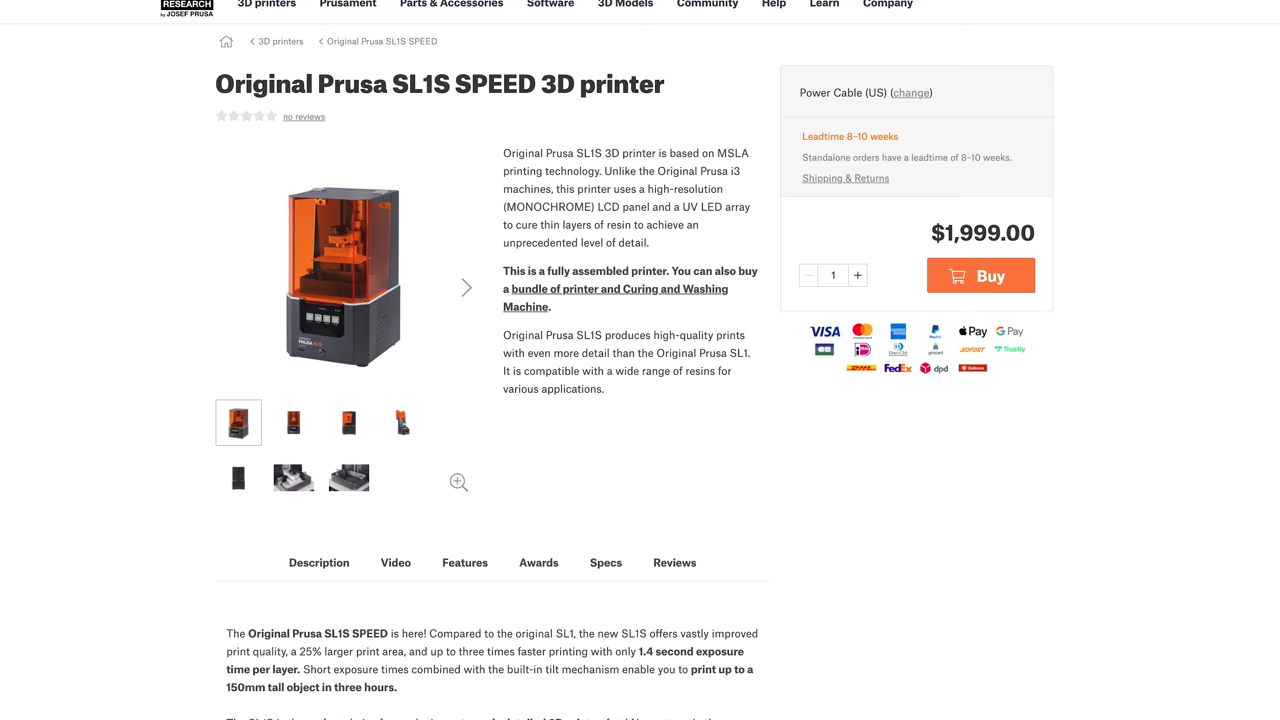 RESEARCH
by JOSEF PRUSA
3D printers
Prusament
Parts & Accessories
Software
3D Models
Community
Help
Learn
Company
3D printers
Original Prusa SL1S SPEED
Original Prusa SL1S SPEED 3D printer
no reviews
Original Prusa SL1S 3D printer is based on MSLA
printing technology. Unlike the Original Prusa i3
machines, this printer uses a high-resolution
(MONOCHROME) LCD panel and a UV LED array
to cure thin layers of resin to achieve an
unprecedented level of detail.
This is a fully assembled printer. You can also buy
a bundle of printer and Curing and Washing
Machine.
Original Prusa SL1S produces high-quality prints
with even more detail than the Original Prusa SL1.
It is compatible with a wide range of resins for
various applications.
Power Cable (US) (change)
Leadtime 8-10 weeks
Standalone orders have a leadtime of 8-10 weeks.
Shipping & Returns
$1,999.00
1
Buy
VISA
PayPal
Pay
G Pay
giropay
SOFORT
Trustly
DHL
FedEx
dpd
Description
Video
Features
Awards
Specs
Reviews
The Original Prusa SL1S SPEED is here! Compared to the original SL1, the new SL1S offers vastly improved
print quality, a 25% larger print area, and up to three times faster printing with only 1.4 second exposure
time per layer. Short exposure times combined with the built-in tilt mechanism enable you to print up to a
150mm tall object in three hours.